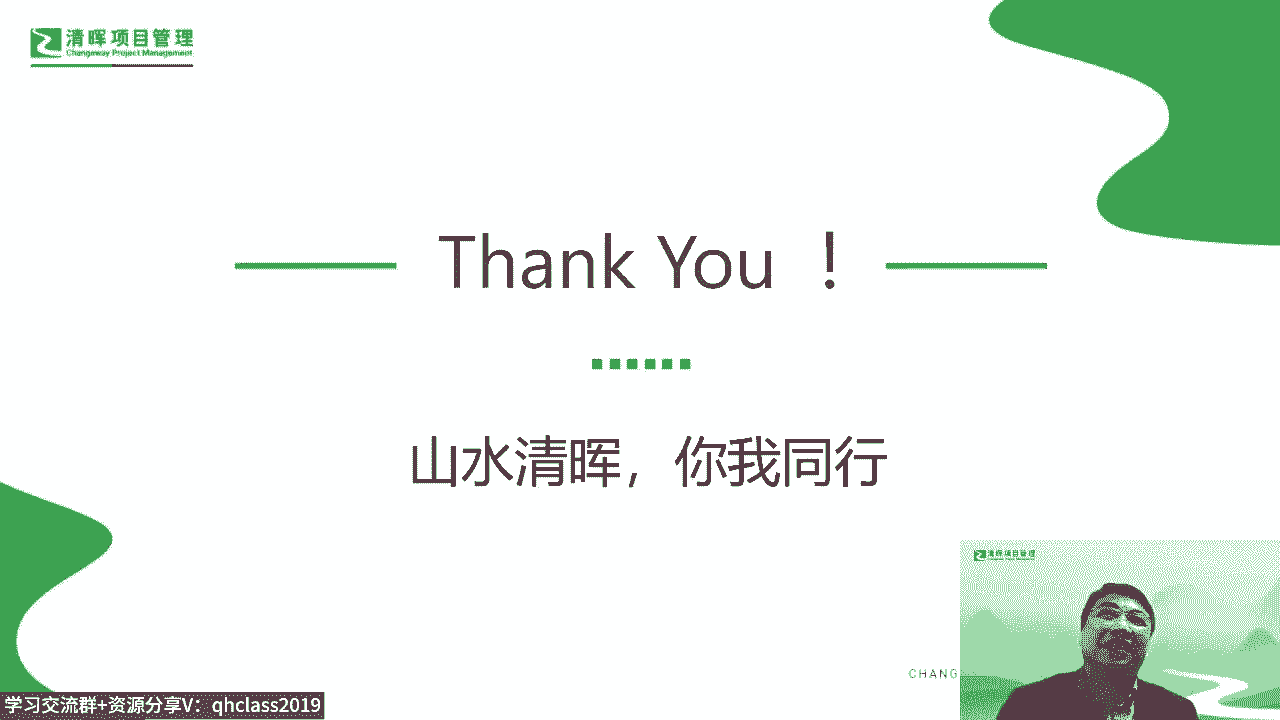 清晖项目管理
Changeway Project Management
Thank You !
山水清晖，你我同行
清晖项目管理
CHANG
学习交流群+资源分享V：qhclass2019